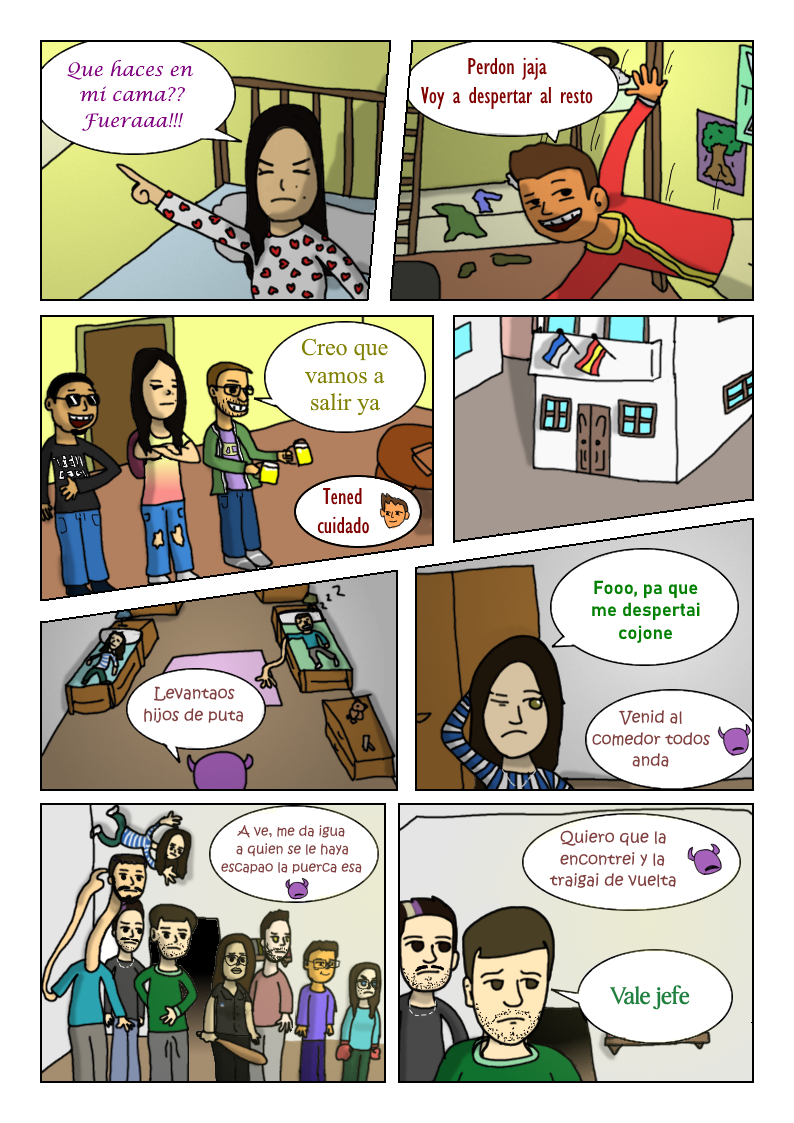 Que haces en
mi cama??
Fueraaa!!!
Perdon jaja
Voy a despertar al resto
Creo que
vamos a
salir ya
Tened
cuidado
zzz
Levantaos
hijos de puta
Fooo, pa que
me despertai
cojone
Venid al
comedor todos
anda
A ve, me da igua
a quien se le haya
escapao la puerca esa
Quiero que la
encontrei y la
traigai de vuelta
Vale jefe